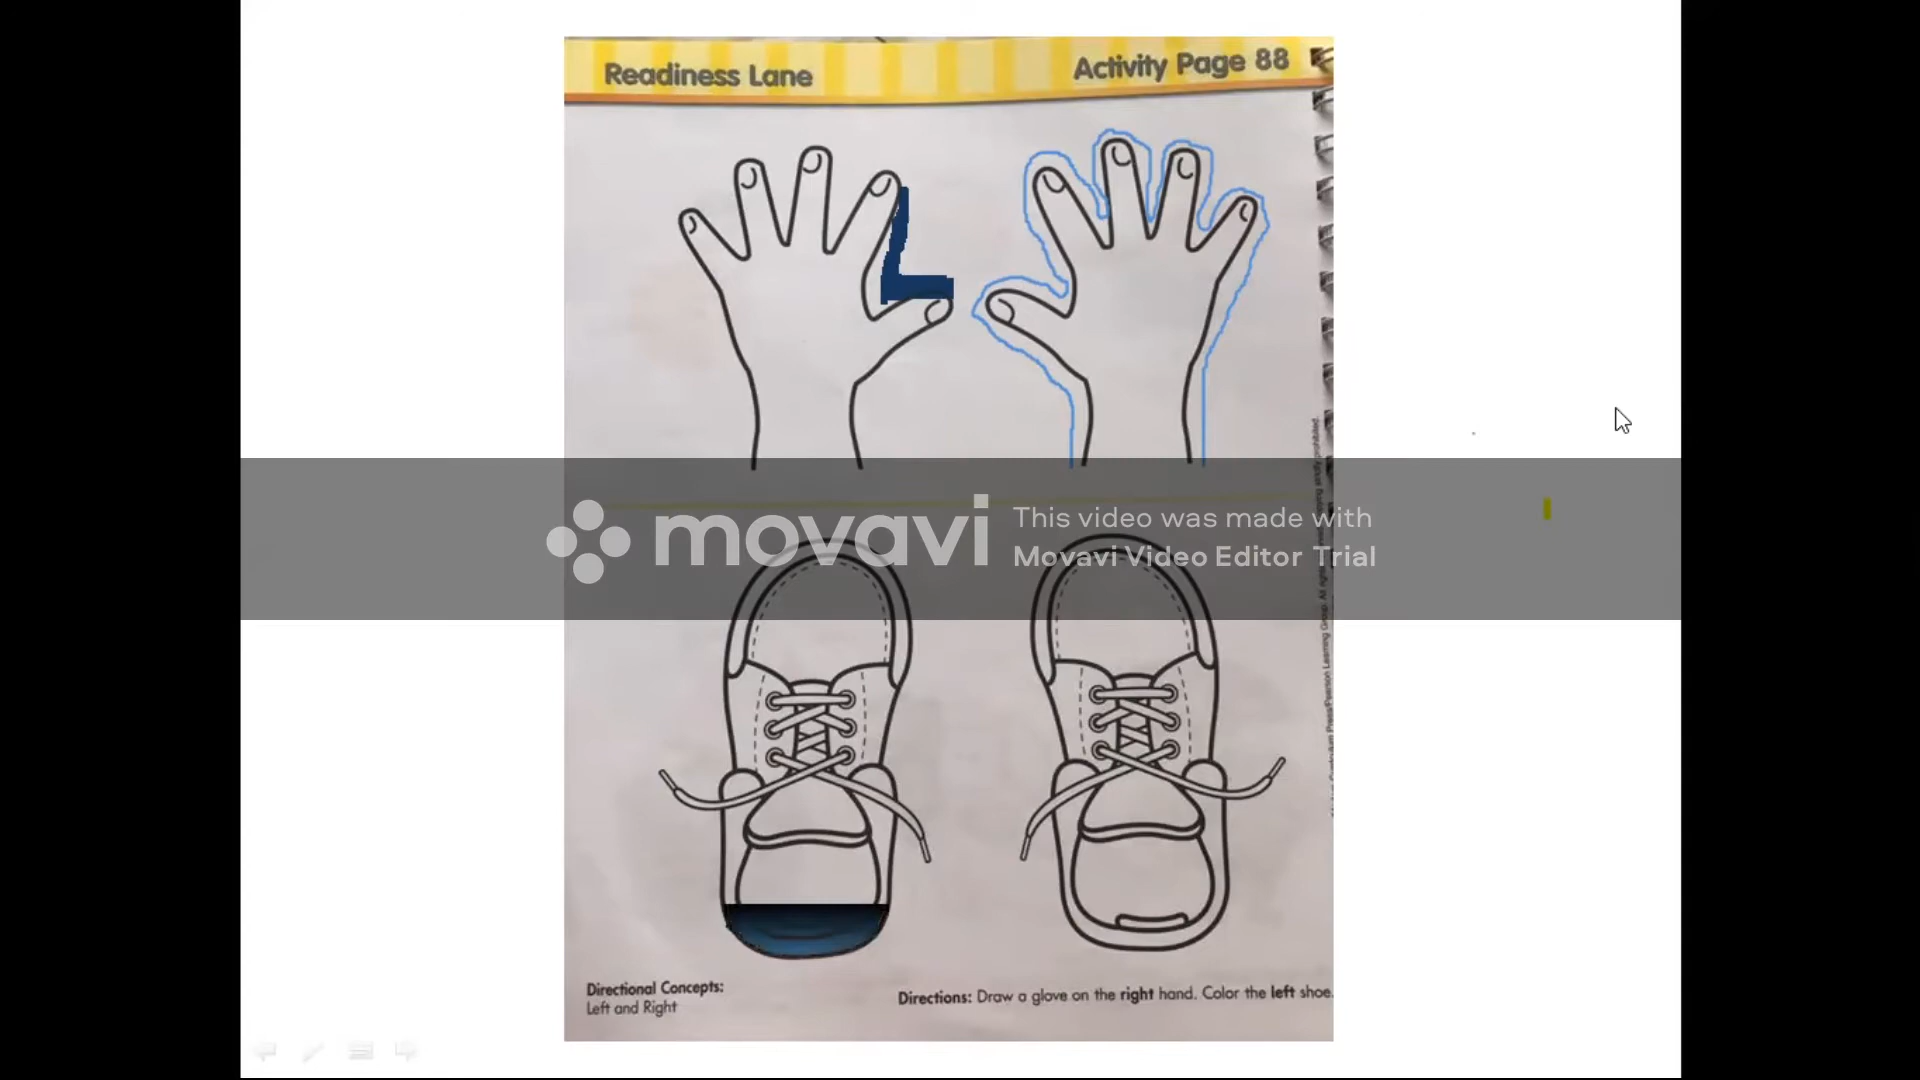 Readiness Lane
Activity Page 88
L
movavi
This video was made with
Movavi Video Editor Trial
Directional Concepts:
Left and Right
Directions: Draw a glove on the right hand. Color the left shoe.